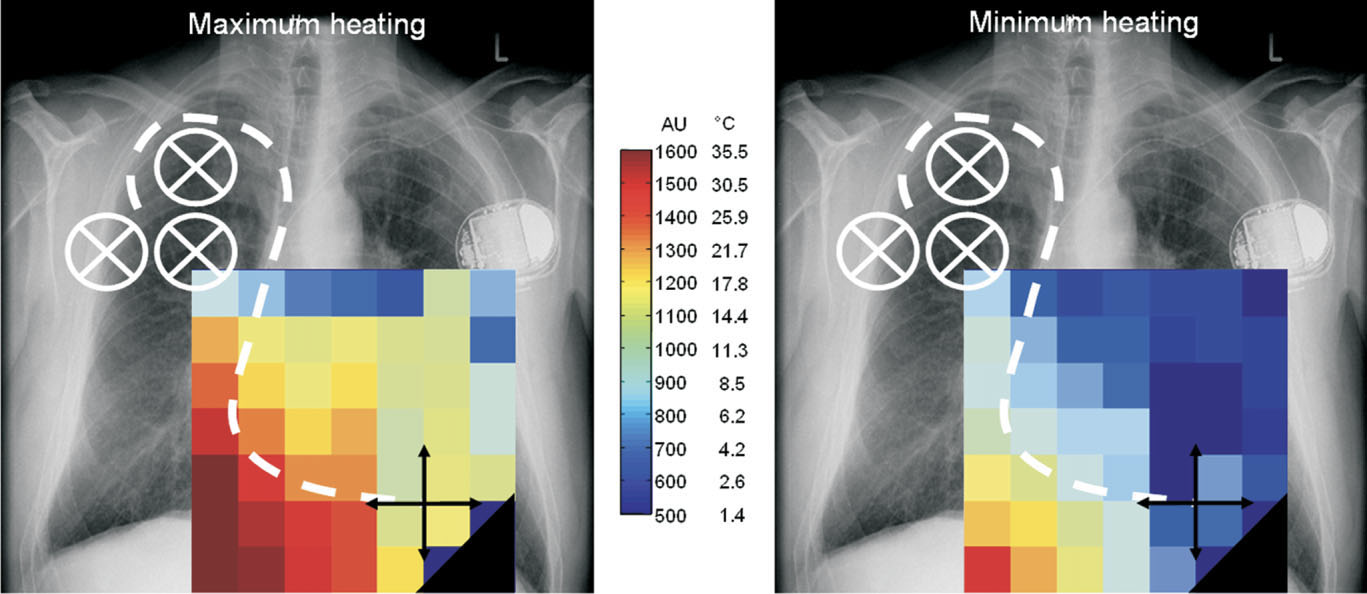 Maximum heating
L
AU °C
1600 35.5
1500 30.5
1400 25.9
1300 21.7
1200 17.8
1100 14.4
1000 11.3
900 8.5
800 6.2
700 4.2
600 2.6
500 1.4
Minimum heating
L